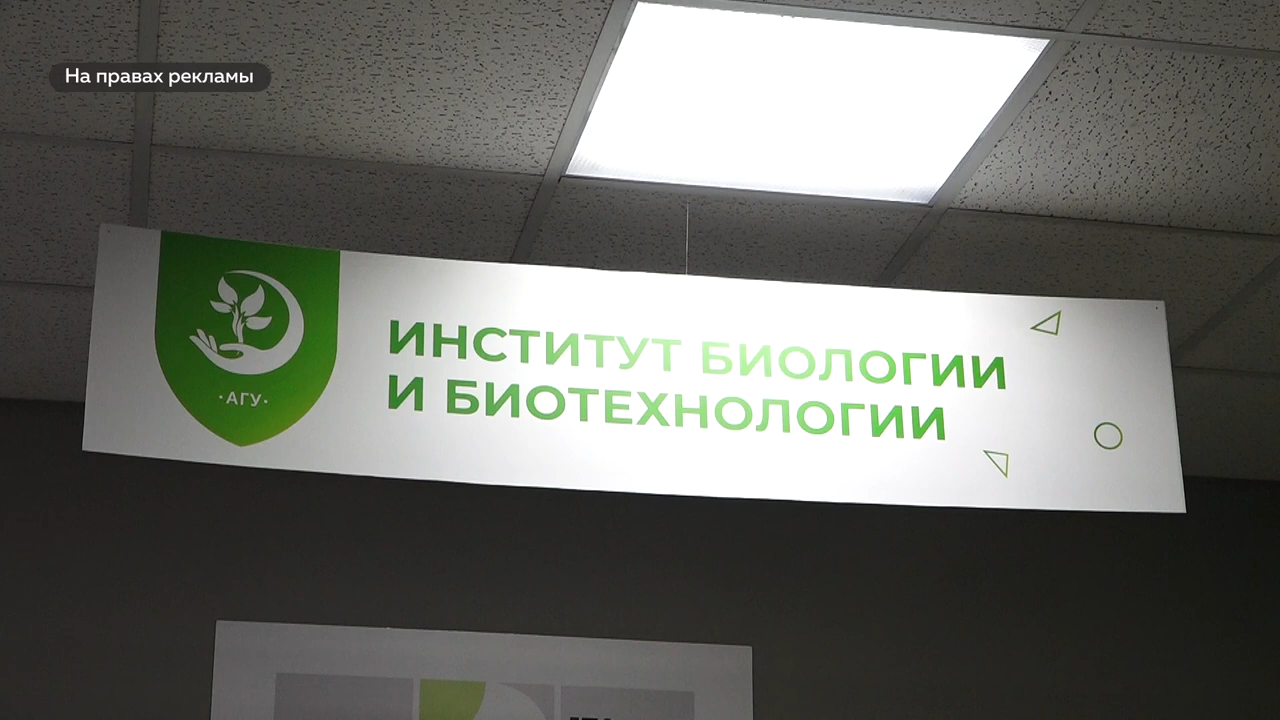 На правах рекламы
ИНСТИТУТ БИОЛОГИИ
И БИОТЕХНОЛОГИИ
·АГУ·